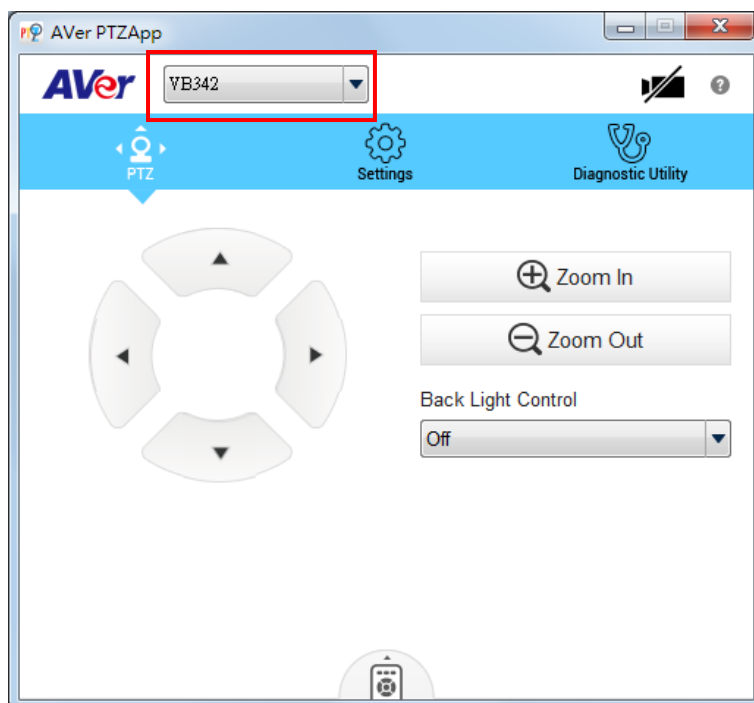 AVer PTZApp
AVer
VB342
PTZ
Settings
Diagnostic Utility
Zoom In
Zoom Out
Back Light Control
Off